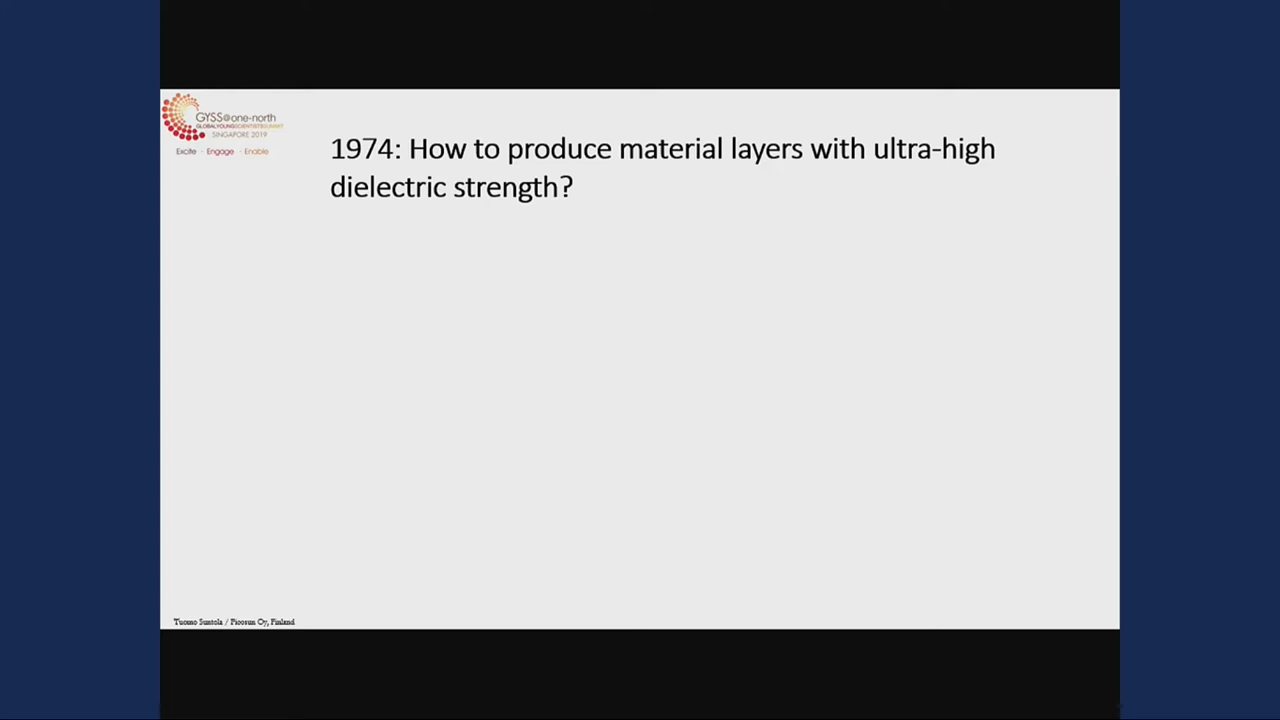 GYSS@one-north
GLOBALYOUNGSCIENTISTSSUMMIT
SINGAPORE 2019
Excite · Engage · Enable
1974: How to produce material layers with ultra-high
dielectric strength?
Tuomo Suntola / Picosun Oy, Finland